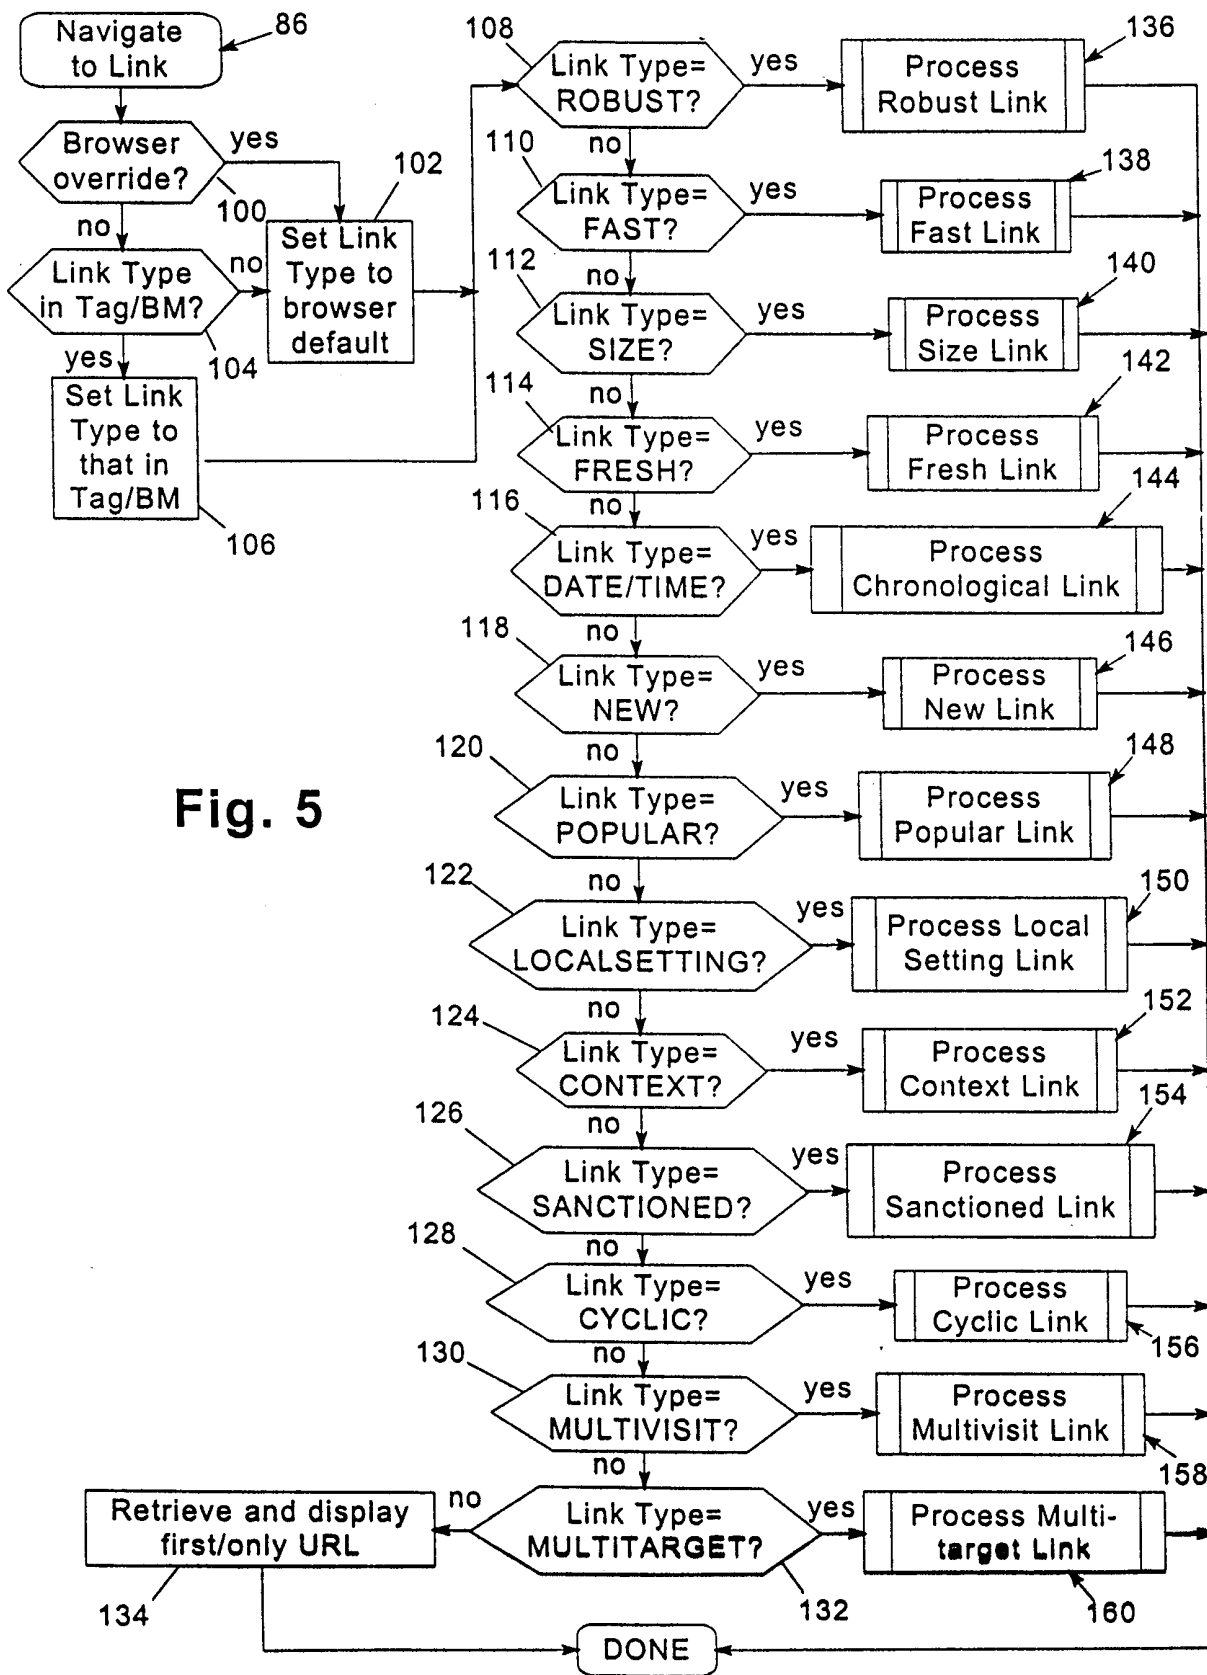 Navigate
to Link
86
Browser
override?
yes
100
no
102
Set Link
Type to
browser
default
Link Type
in Tag/BM?
no
104
yes
Set Link
Type to
that in
Tag/BM
106
108
Link Type=
ROBUST?
yes
Process
Robust Link
136
no
110
Link Type=
FAST?
yes
Process
Fast Link
138
no
112
Link Type=
SIZE?
yes
Process
Size Link
140
no
114
Link Type=
FRESH?
yes
Process
Fresh Link
142
no
116
Link Type=
DATE/TIME?
yes
Process
Chronological Link
144
no
118
Link Type=
NEW?
yes
Process
New Link
146
no
120
Link Type=
POPULAR?
yes
Process
Popular Link
148
Fig. 5
no
122
Link Type=
LOCALSETTING?
yes
Process Local
Setting Link
150
no
124
Link Type=
CONTEXT?
yes
Process
Context Link
152
no
126
Link Type=
SANCTIONED?
yes
Process
Sanctioned Link
154
no
128
Link Type=
CYCLIC?
yes
Process
Cyclic Link
156
no
130
Link Type=
MULTIVISIT?
yes
Process
Multivisit Link
158
no
Link Type=
MULTITARGET?
132
yes
Process Multi-
target Link
160
no
Retrieve and display
first/only URL
134
DONE